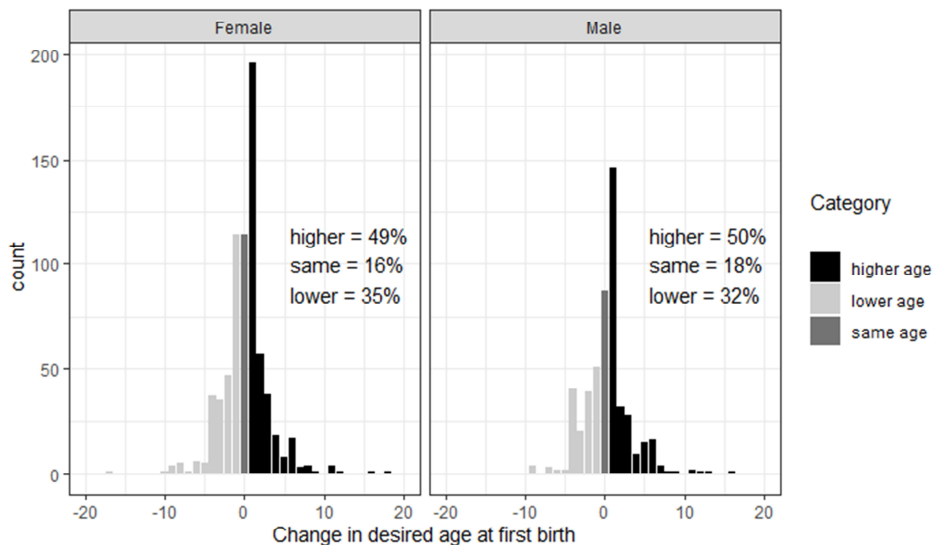 Female
Male
200
150
100
50
0
count
higher = 49%
same = 16%
lower = 35%
higher = 50%
same = 18%
lower = 32%
-20 -10 0 10 20
-20 -10 0 10 20
Change in desired age at first birth
Category
higher age
lower age
same age